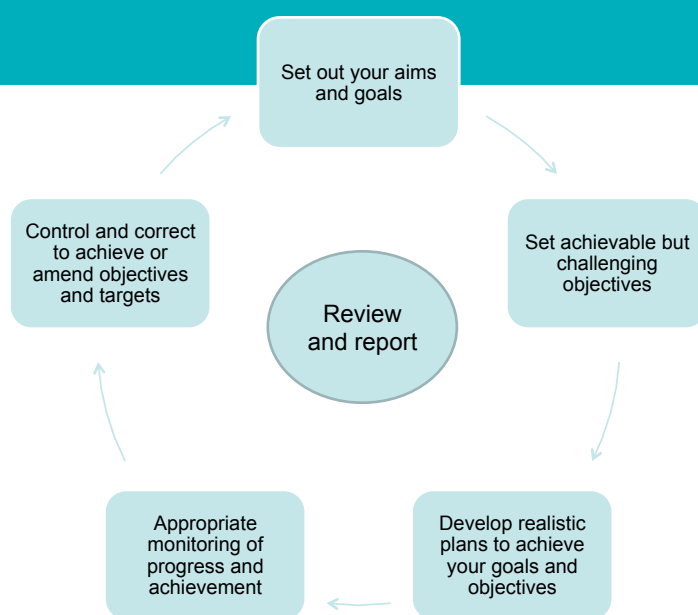 Set out your aims
and goals
Set achievable but
challenging
objectives
Develop realistic
plans to achieve
your goals and
objectives
Appropriate
monitoring of
progress and
achievement
Control and correct
to achieve or
amend objectives
and targets
Review
and report